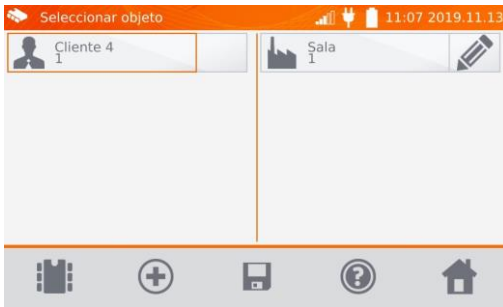 Seleccionar objeto
11:07 2019.11.13
Cliente 4
1
Sala
1